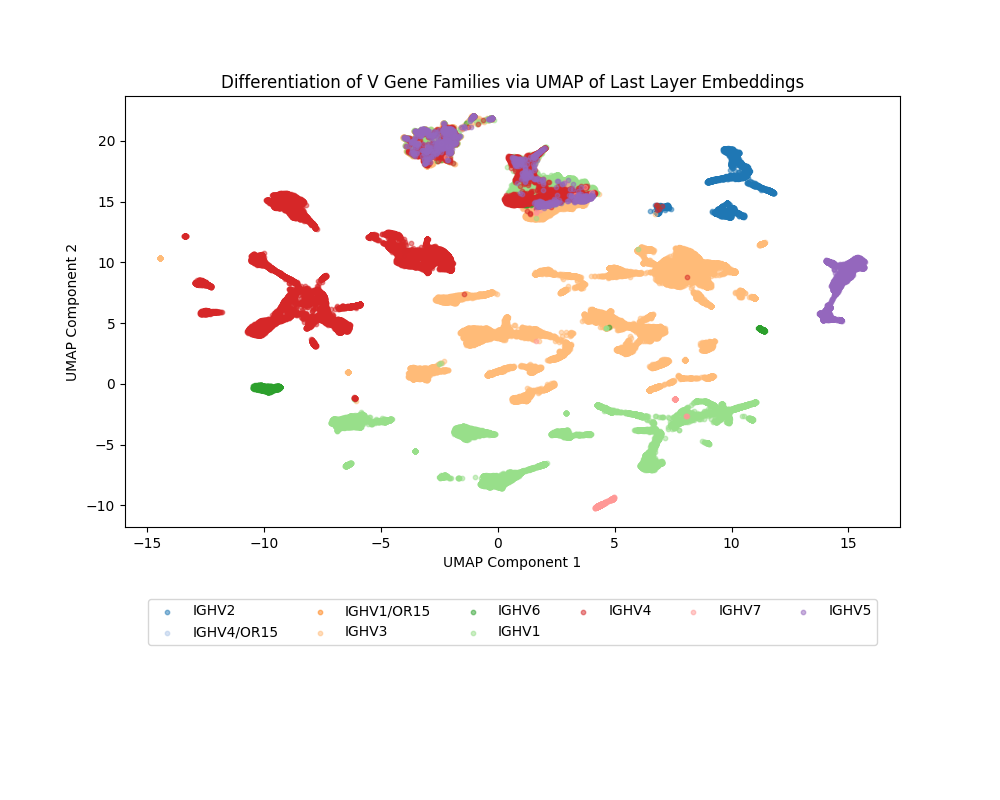 Differentiation of V Gene Families via UMAP of Last Layer Embeddings
UMAP Component 2
20
15
10
5
0
−5
−10
−15 −10 −5 0 5 10 15
UMAP Component 1
IGHV2 IGHV1/OR15 IGHV6 IGHV4 IGHV7 IGHV5
IGHV4/OR15 IGHV3 IGHV1